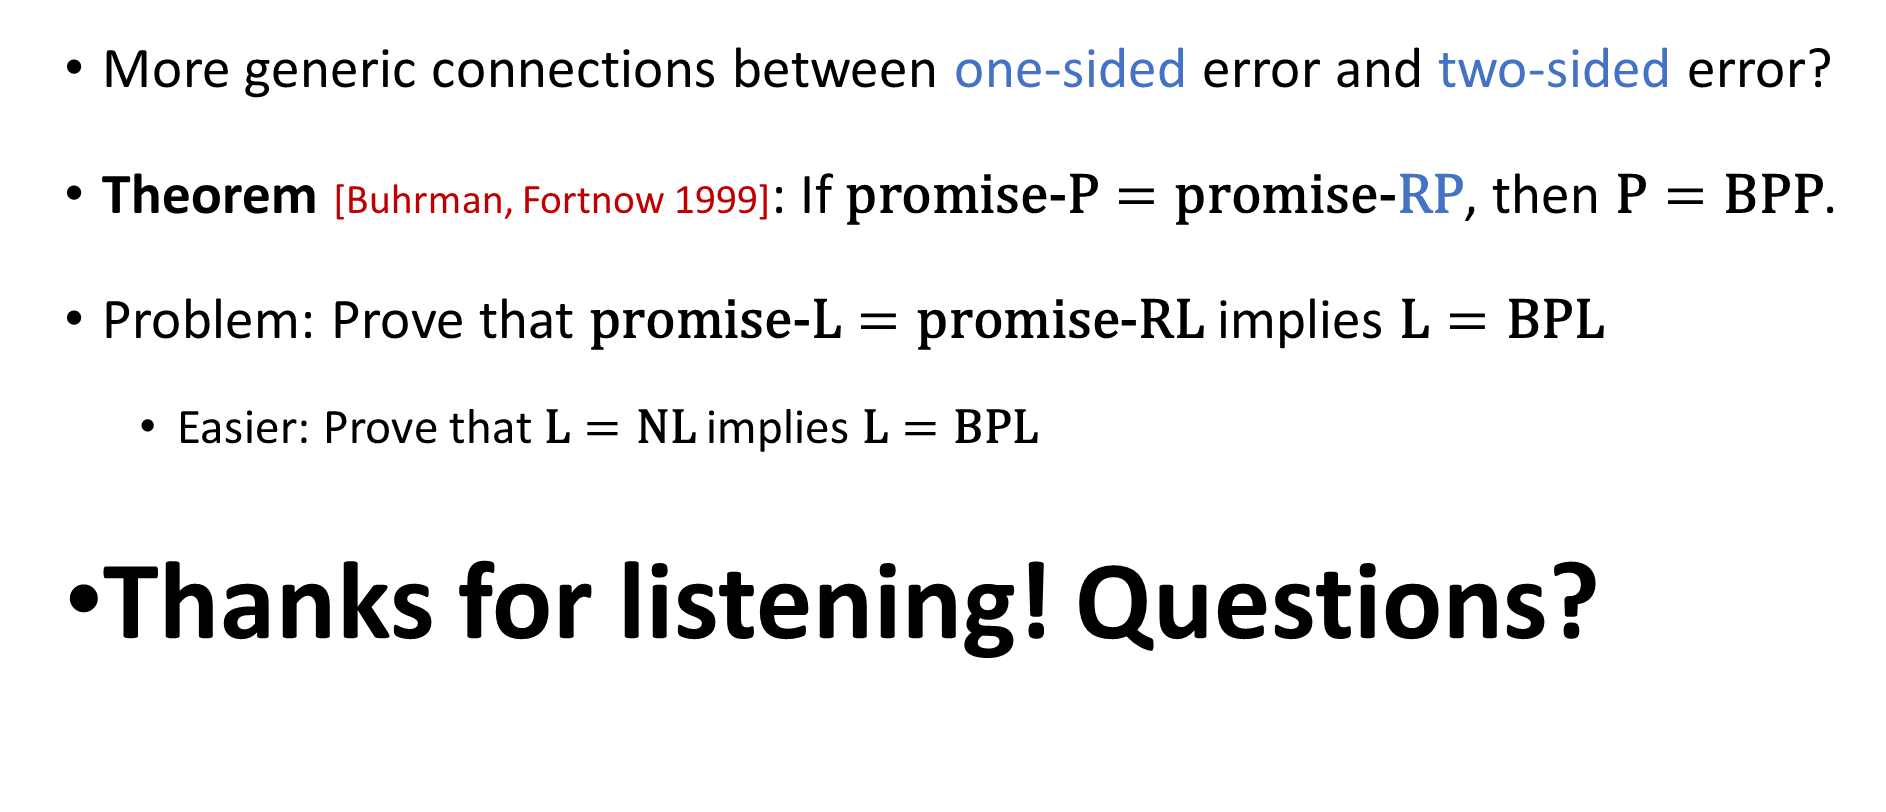 • More generic connections between one-sided error and two-sided error?
• Theorem [Buhrman, Fortnow 1999]: If promise-P = promise-RP, then P = BPP.
• Problem: Prove that promise-L = promise-RL implies L = BPL
• Easier: Prove that L = NL implies L = BPL
•Thanks for listening! Questions?